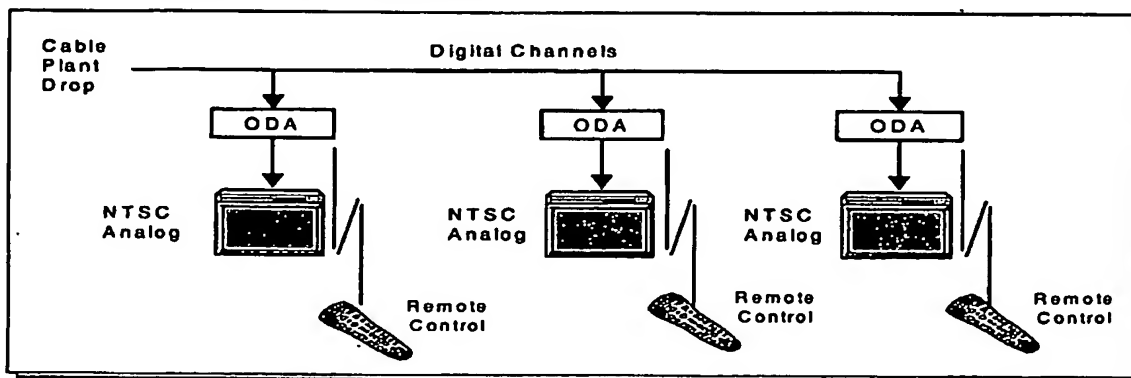 Cable
Plant
Drop
Digital Channels
ODA
ODA
ODA
NTSC
Analog
NTSC
Analog
NTSC
Analog
Remote
Control
Remote
Control
Remote
Control